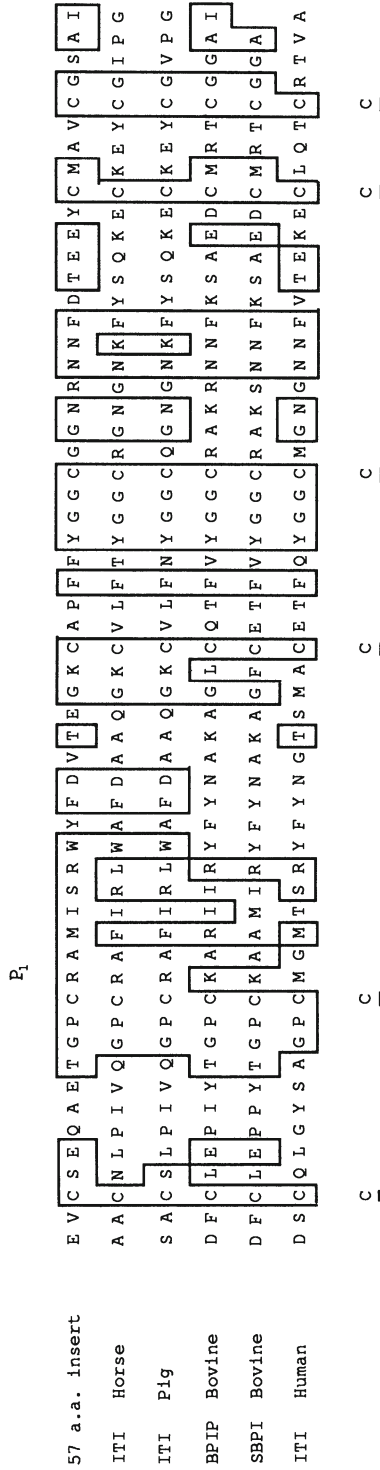 P1
57 a.a. insert E V C S E Q A E T G P C R A M I S R W Y F D V T E G K C A P F F Y G G C G G N R N N F D T E E Y C M A V C G S A I
ITI Horse A A C N L P I V Q G P C R A F I R L W A F D A A Q G K C V L F T Y G G C R G N G N K F Y S Q K E C K E Y C G I P G
ITI Pig S A C S L P I V Q G P C R A F I R L W A F D A A Q G K C V L F N Y G G C Q G N G N K F Y S Q K E C K E Y C G V P G
BPIP Bovine D F C L E P I Y T G P C K A R I I R Y F Y N A K A G L C Q T F V Y G G C R A K R N N F K S A E D C M R T C G G A I
SBPI Bovine D F C L E P P Y T G P C K A A M I R Y F Y N A K A G F C E T F V Y G G C R A K S N N F K S A E D C M R T C G G A
ITI Human D S C Q L G Y S A G P C M G M T S R Y F Y N G T S M A C E T F Q Y G G C M G N G N N F V T E K E C L Q T C R T V A
C C C C C C